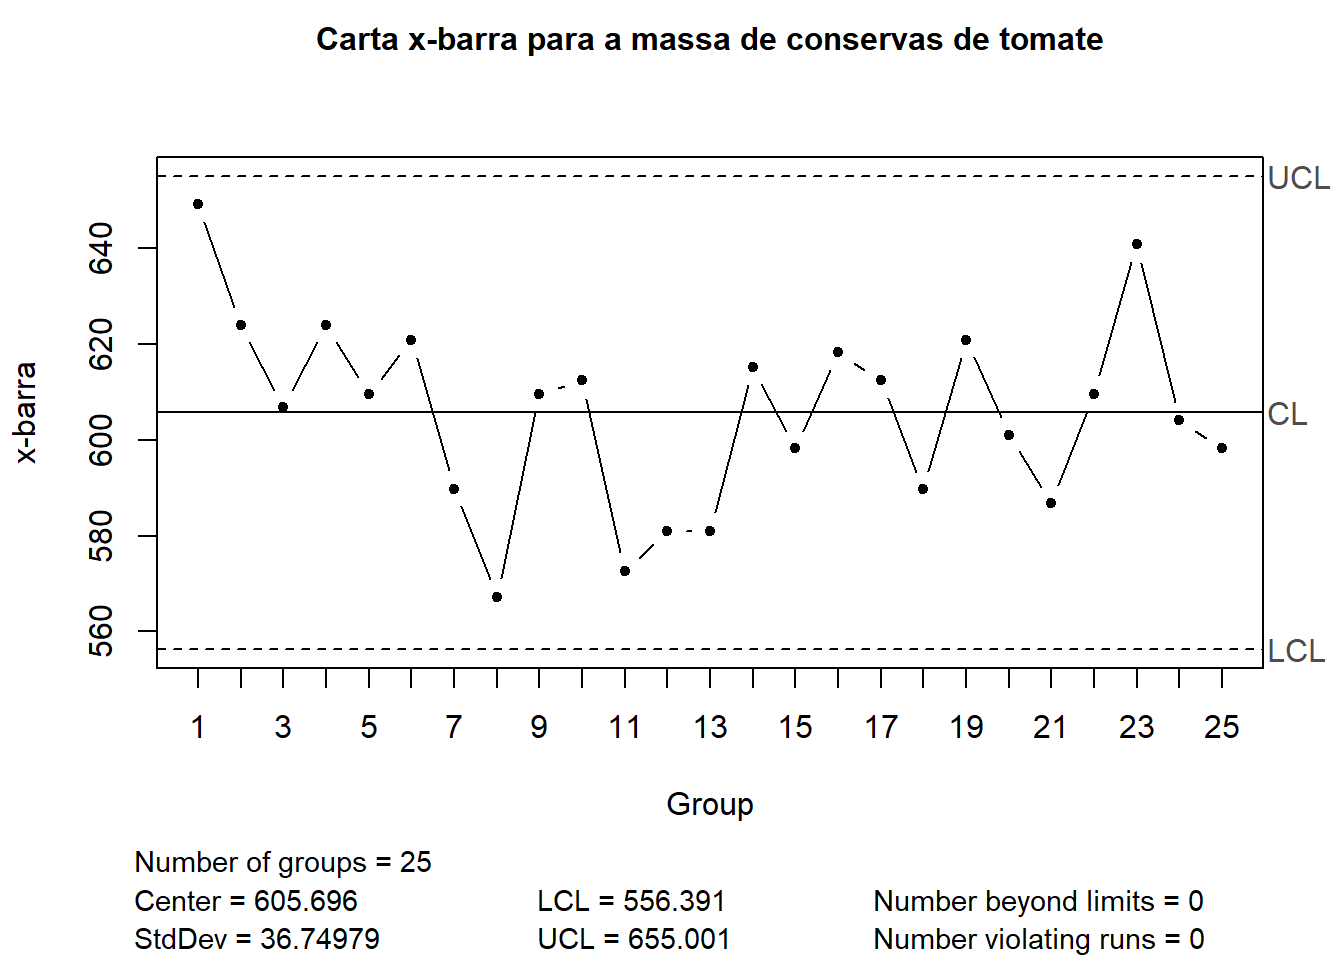 Carta x-barra para a massa de conservas de tomate
x-barra
640
620
600
580
560
UCL
CL
LCL
1 3 5 7 9 11 13 15 17 19 21 23 25
Group
Number of groups = 25
Center = 605.696 LCL = 556.391 Number beyond limits = 0
StdDev = 36.74979 UCL = 655.001 Number violating runs = 0